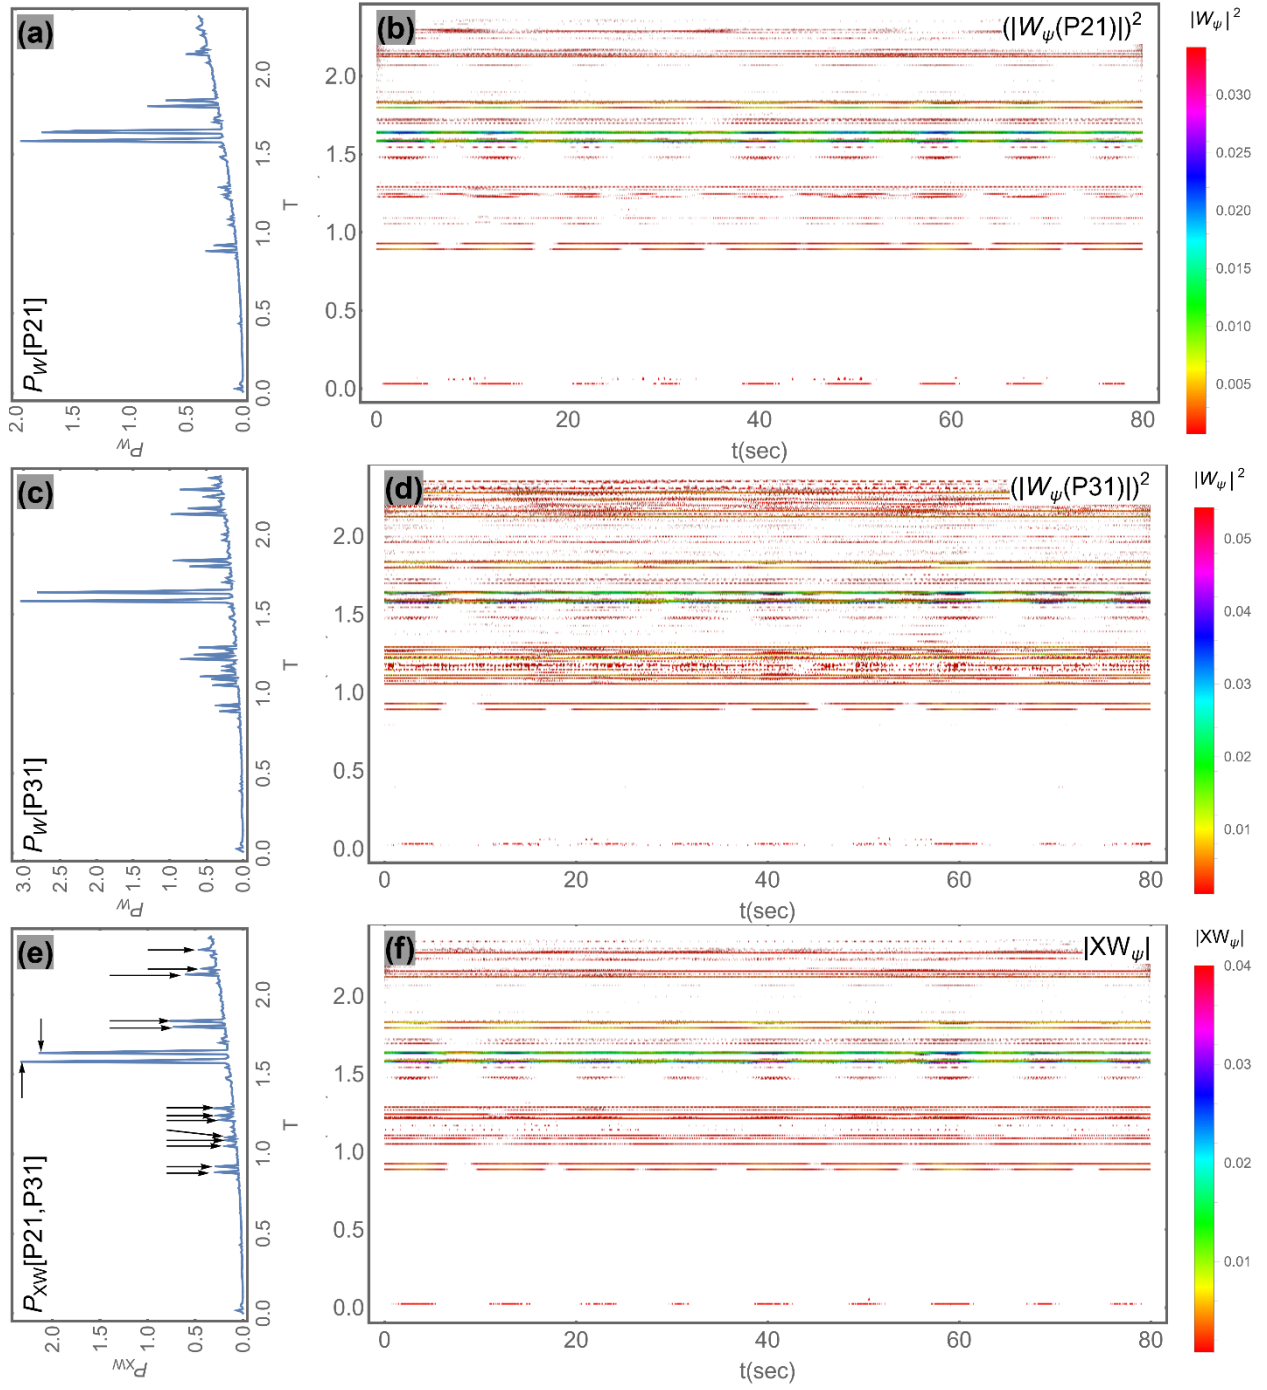 (a)
P_W[P21]
2.0 1.5 1.0 0.5 0.0
P_W
0.0 0.5 1.0 1.5 2.0
T
(b)
(|W_ψ(P21)|)²
2.0
1.5
1.0
0.5
0.0
0 20 40 60 80
t(sec)
|W_ψ|²
0.030
0.025
0.020
0.015
0.010
0.005
(c)
P_W[P31]
3.0 2.5 2.0 1.5 1.0 0.5 0.0
P_W
0.0 0.5 1.0 1.5 2.0
T
(d)
(|W_ψ(P31)|)²
2.0
1.5
1.0
0.5
0.0
0 20 40 60 80
t(sec)
|W_ψ|²
0.05
0.04
0.03
0.02
0.01
(e)
P_XW[P21,P31]
2.0 1.5 1.0 0.5 0.0
P_XW
0.0 0.5 1.0 1.5 2.0
T
(f)
|XW_ψ|
2.0
1.5
1.0
0.5
0.0
0 20 40 60 80
t(sec)
|XW_ψ|
0.04
0.03
0.02
0.01